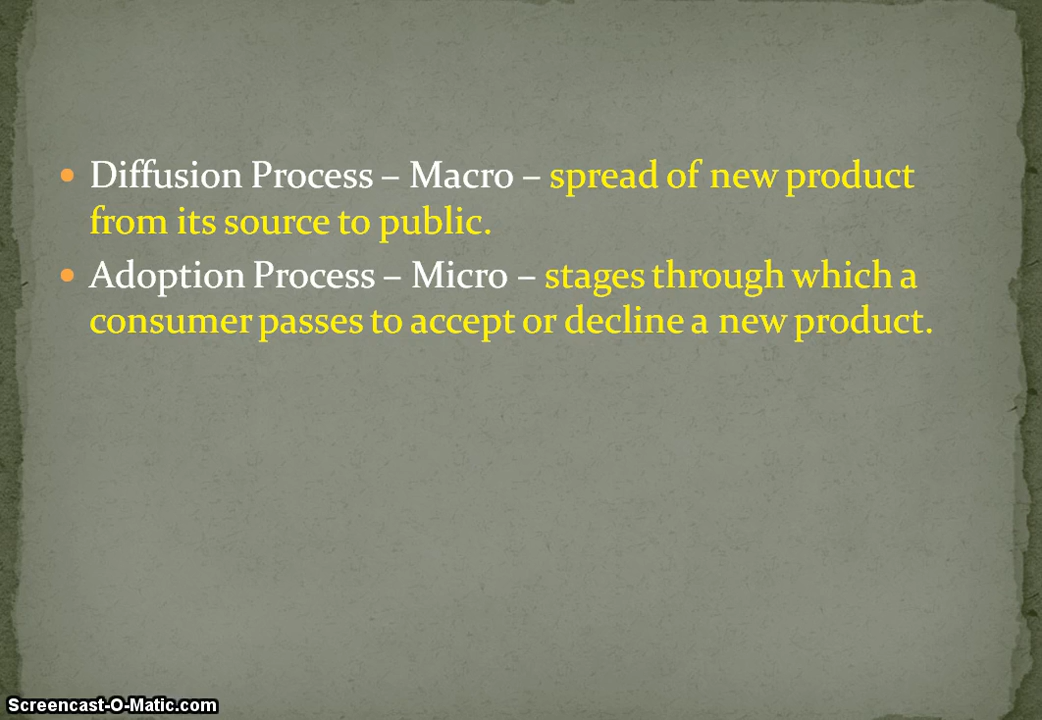 Diffusion Process – Macro – spread of new product
from its source to public.
Adoption Process – Micro – stages through which a
consumer passes to accept or decline a new product.
Screencast-O-Matic.com